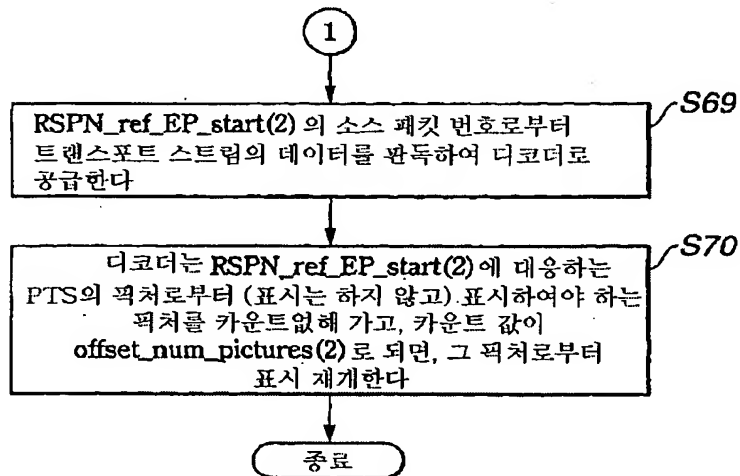 1
S69
RSPN_ref_EP_start(2) 의 소스 패킷 번호로부터
트랜스포트 스트림의 데이터를 판독하여 디코더로
공급한다
S70
디코더는 RSPN_ref_EP_start(2) 에 대응하는
PTS의 픽처로부터 (표시는 하지 않고) 표시하여야 하는
픽처를 카운트업해 가고, 카운트 값이
offset_num_pictures(2) 로 되면, 그 픽처로부터
표시 재개한다
종료